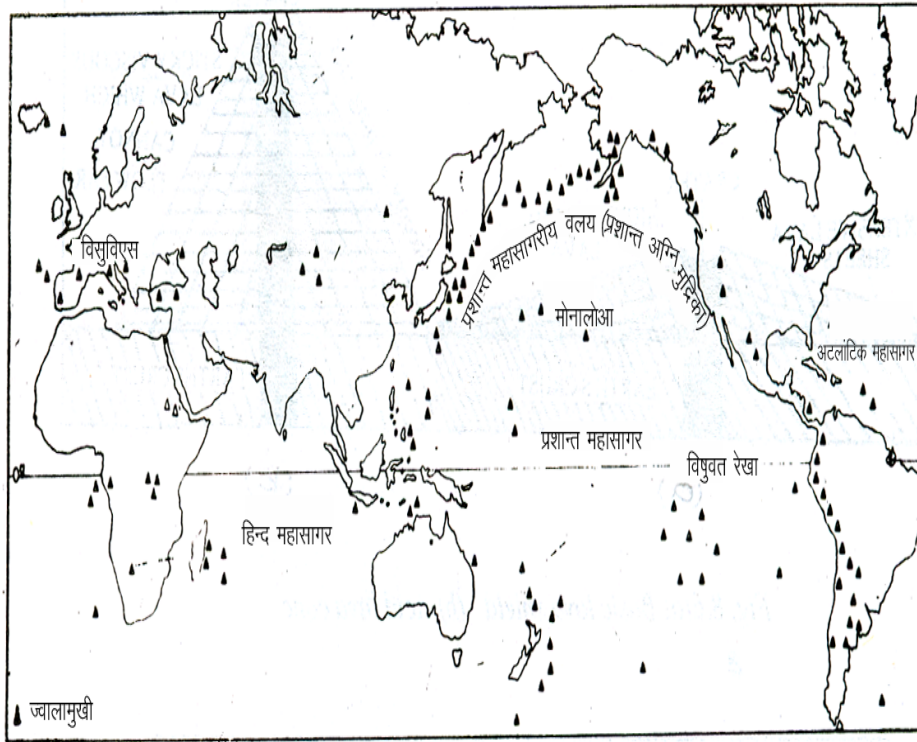 विसुविएस
प्रशान्त महासागरीय वलय (प्रशान्त अग्नि मुद्रिका)
मोनालोआ
अटलांटिक महासागर
प्रशान्त महासागर
विषुवत रेखा
हिन्द महासागर
ज्वालामुखी